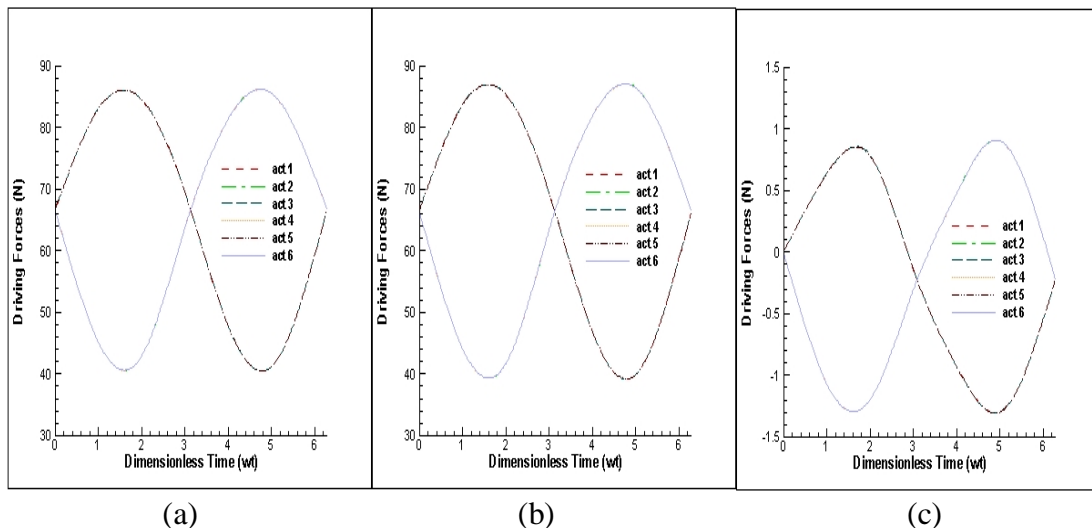 90
80
70
60
50
40
30
Driving Forces (N)
act 1
act 2
act 3
act 4
act 5
act 6
0 1 2 3 4 5 6
Dimensionless Time (wt)
(a)
90
80
70
60
50
40
30
Driving Forces (N)
act 1
act 2
act 3
act 4
act 5
act 6
0 1 2 3 4 5 6
Dimensionless Time (wt)
(b)
1.5
1
0.5
0
-0.5
-1
-1.5
Driving Forces (N)
act 1
act 2
act 3
act 4
act 5
act 6
0 1 2 3 4 5 6
Dimensionless Time (wt)
(c)